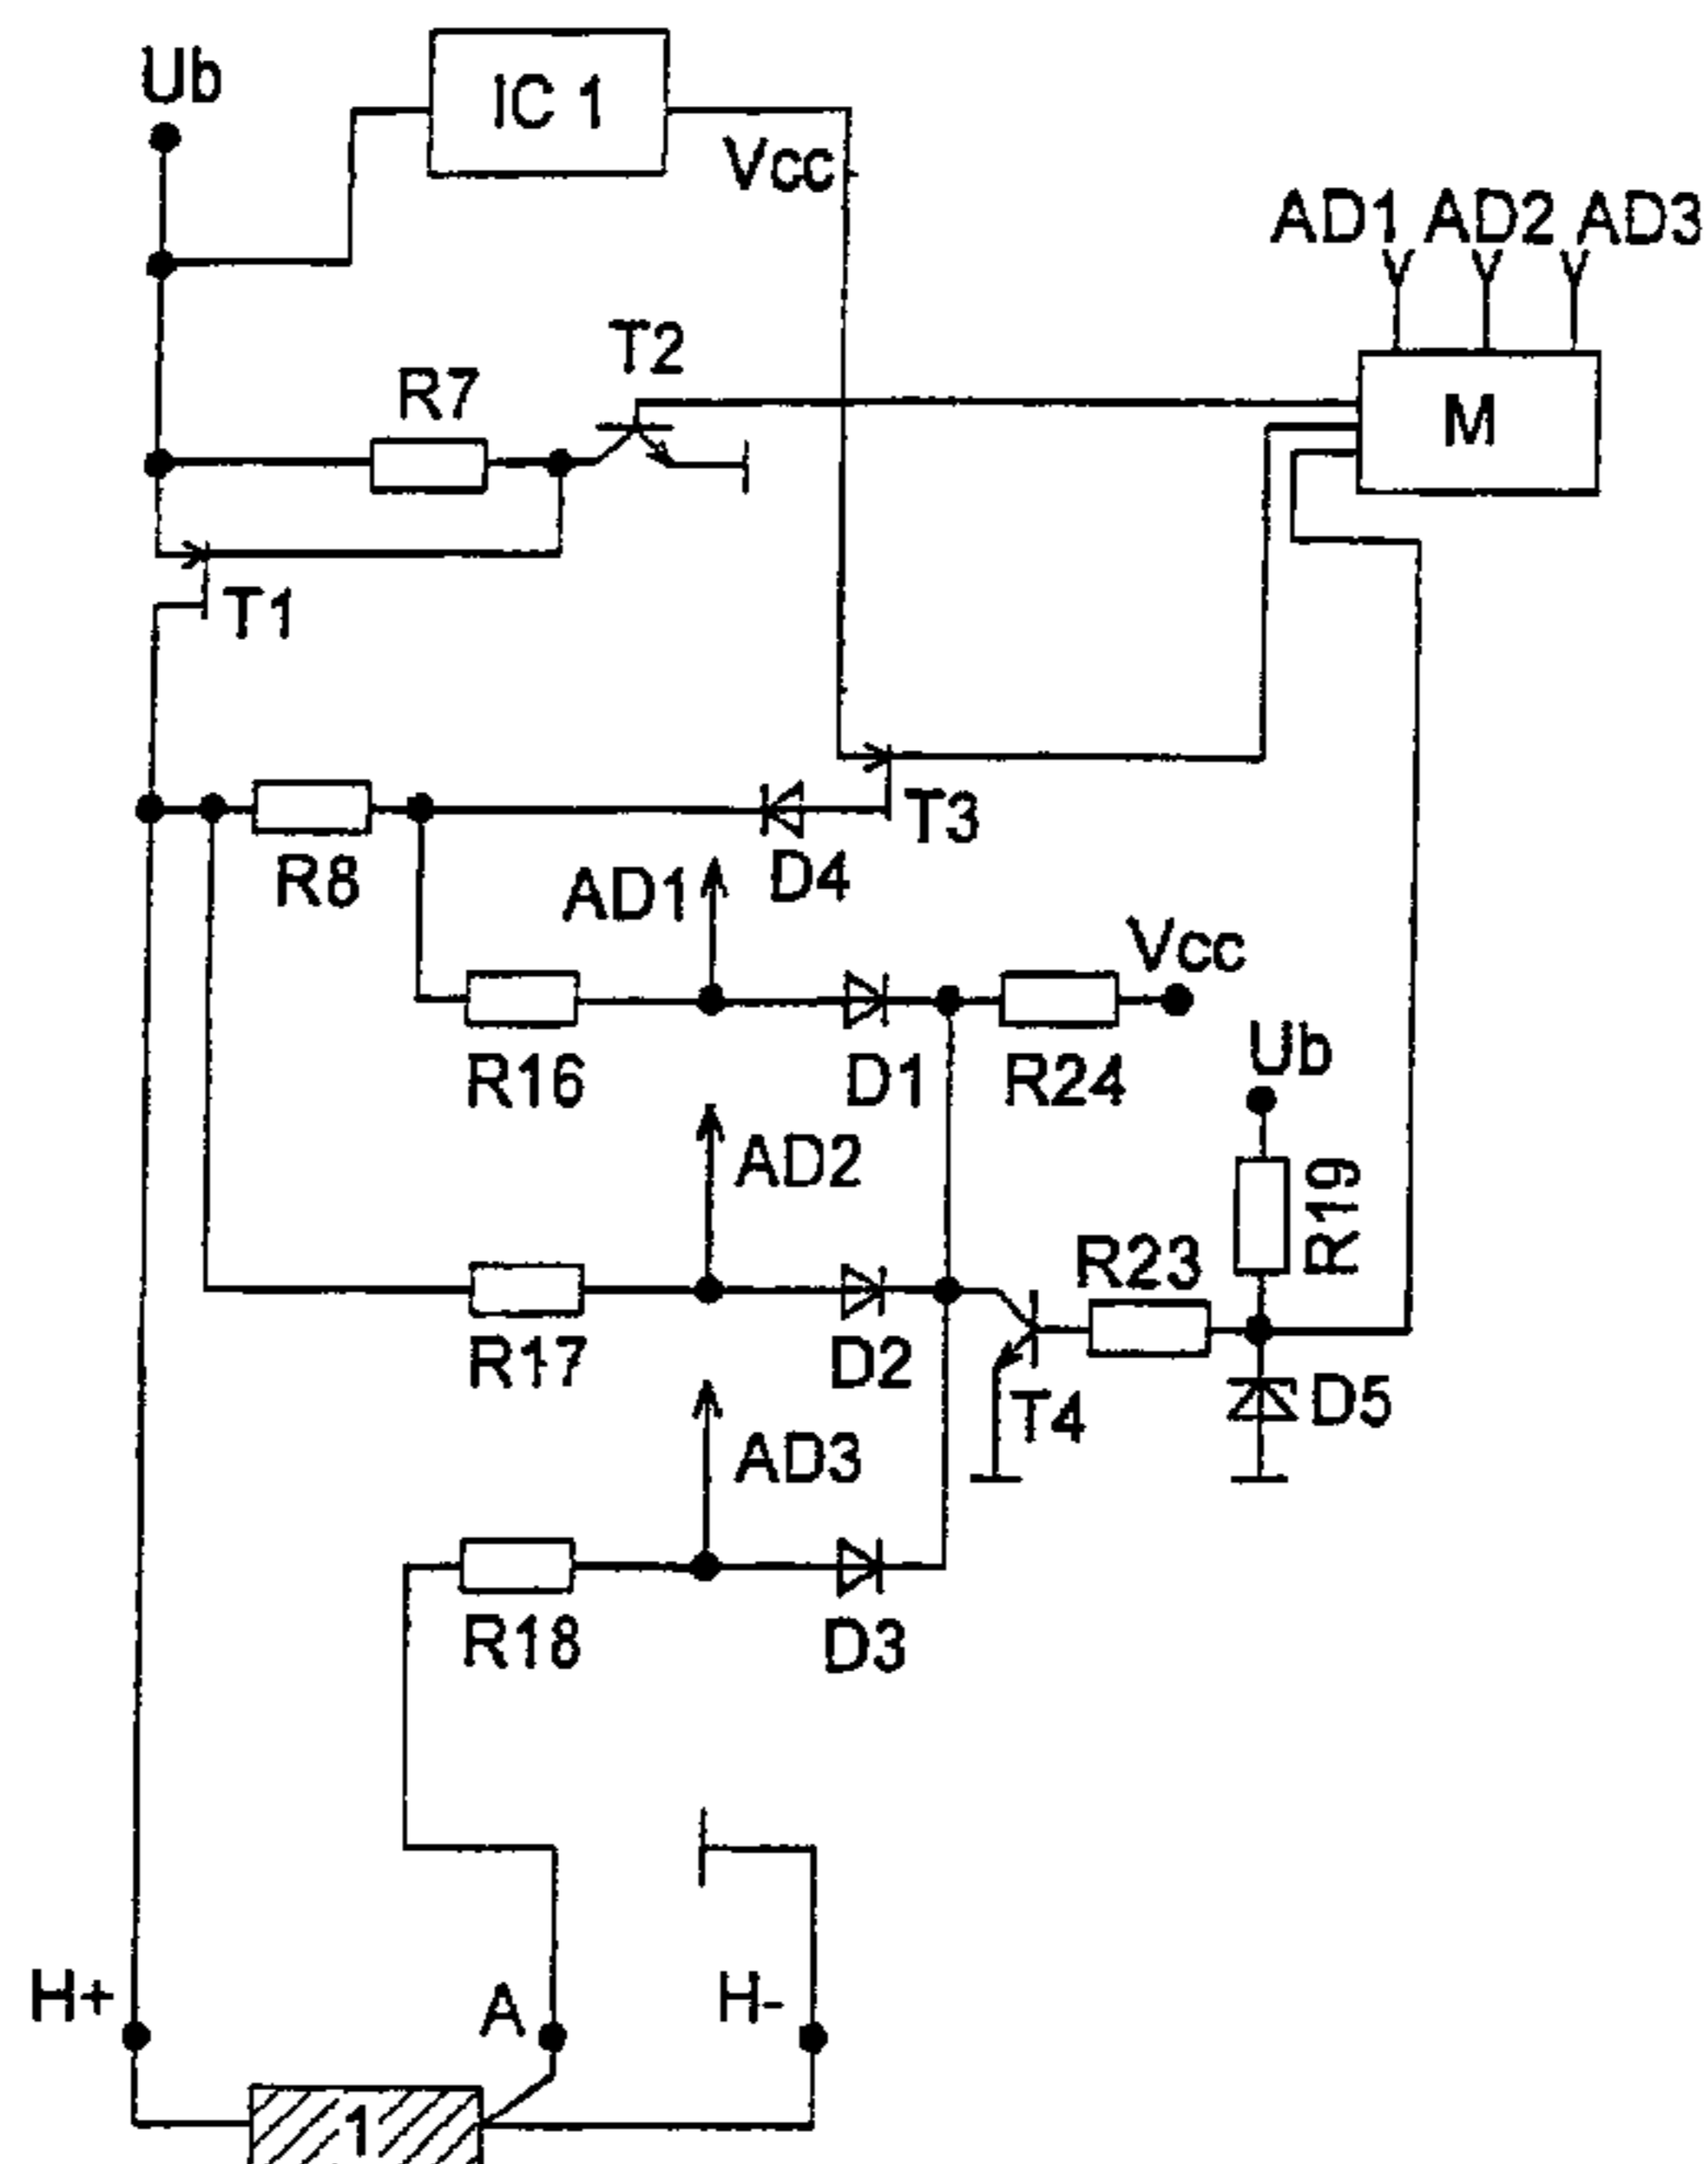 Ub
IC 1
Vcc
AD1 AD2 AD3
T2
R7
M
T1
T3
R8
D4
AD1
Vcc
R16
D1
R24
Ub
AD2
R19
R23
R17
D2
T4
D5
AD3
R18
D3
H+
A
H-
1